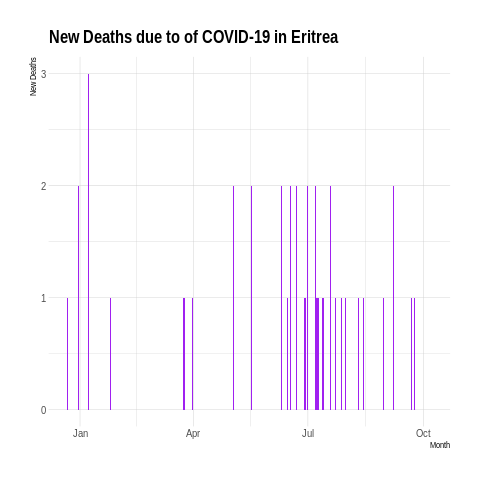 New Deaths due to of COVID-19 in Eritrea
New Deaths
3
2
1
0
Jan Apr Jul Oct
Month